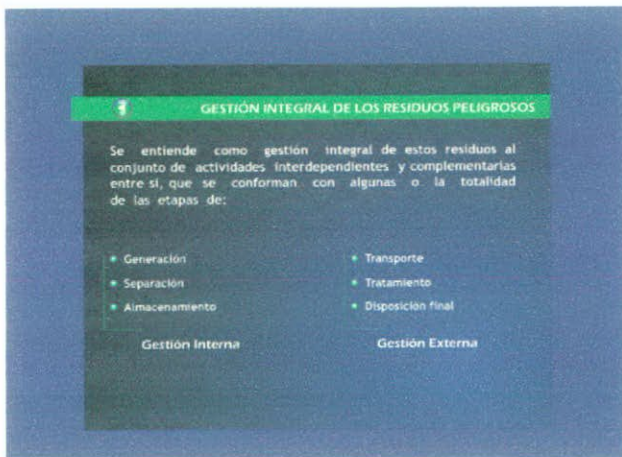 GESTIÓN INTEGRAL DE LOS RESIDUOS PELIGROSOS
Se entiende como gestión integral de estos residuos al
conjunto de actividades interdependientes y complementarias
entre sí, que se conforman con algunas o la totalidad
de las etapas de:
Generación
Separación
Almacenamiento
Gestión Interna
Transporte
Tratamiento
Disposición final
Gestión Externa